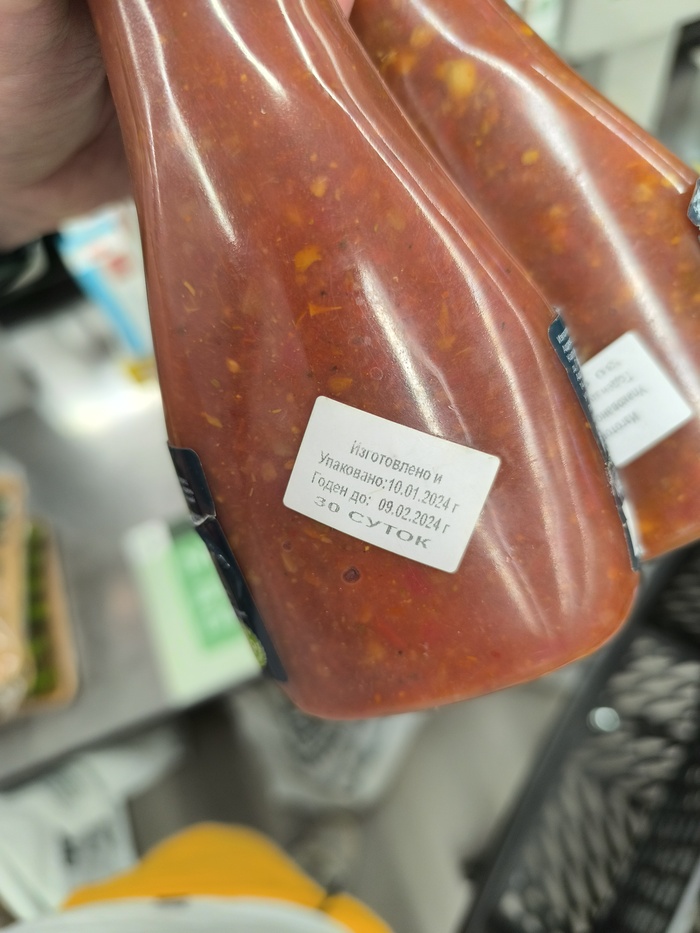 Изготовлено и
Упаковано:10.01.2024 г
Годен до: 09.02.2024 г
30 СУТОК